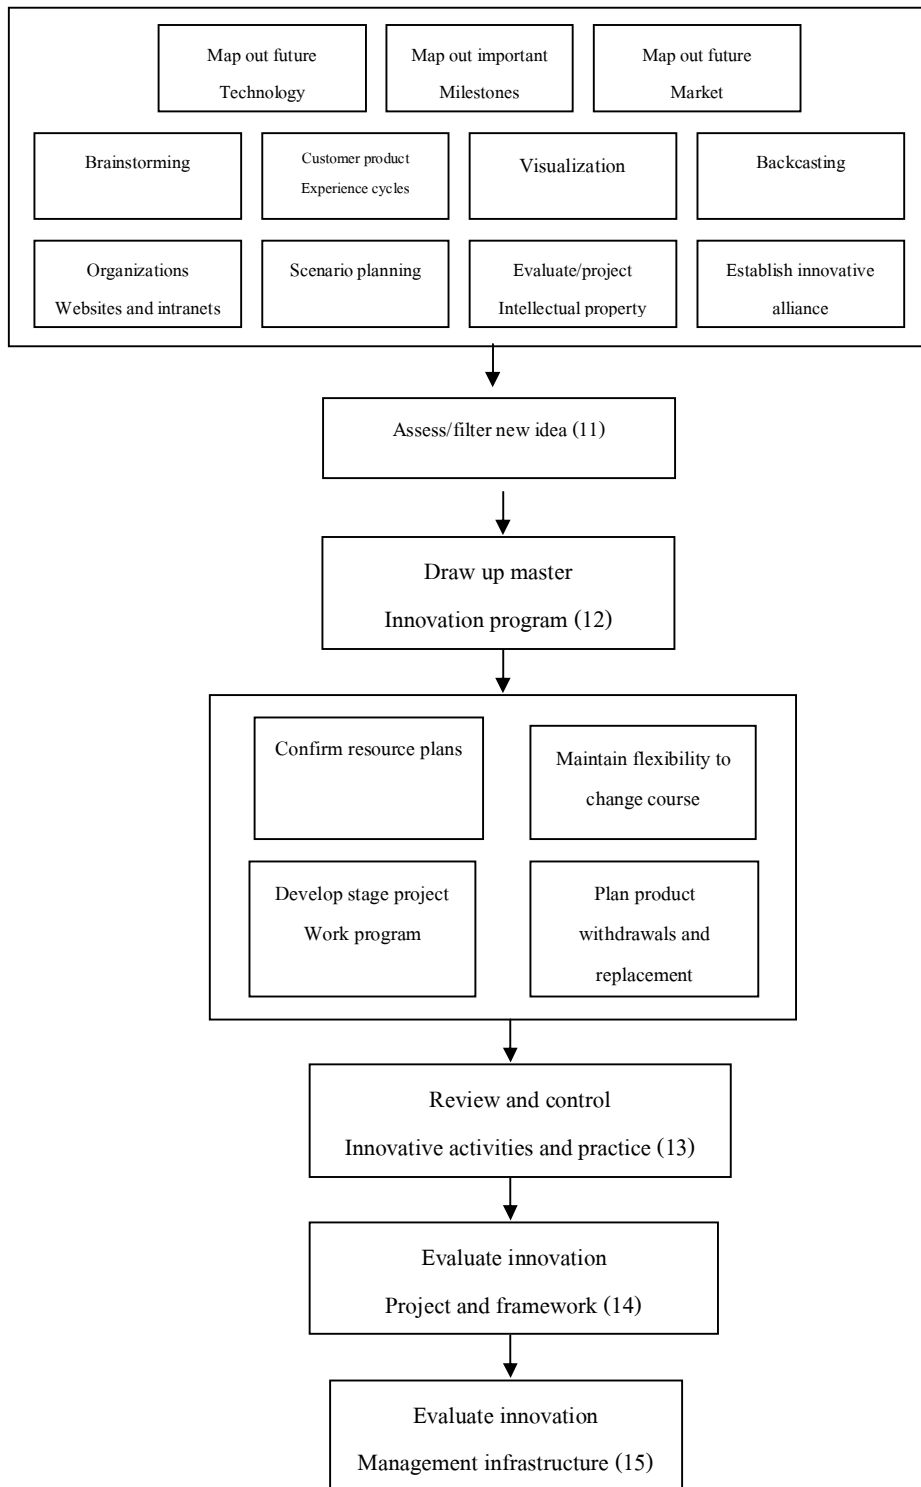 Map out future
Technology
Map out important
Milestones
Map out future
Market
Brainstorming
Customer product
Experience cycles
Visualization
Backcasting
Organizations
Websites and intranets
Scenario planning
Evaluate/project
Intellectual property
Establish innovative
alliance
Assess/filter new idea (11)
Draw up master
Innovation program (12)
Confirm resource plans
Maintain flexibility to
change course
Develop stage project
Work program
Plan product
withdrawals and
replacement
Review and control
Innovative activities and practice (13)
Evaluate innovation
Project and framework (14)
Evaluate innovation
Management infrastructure (15)